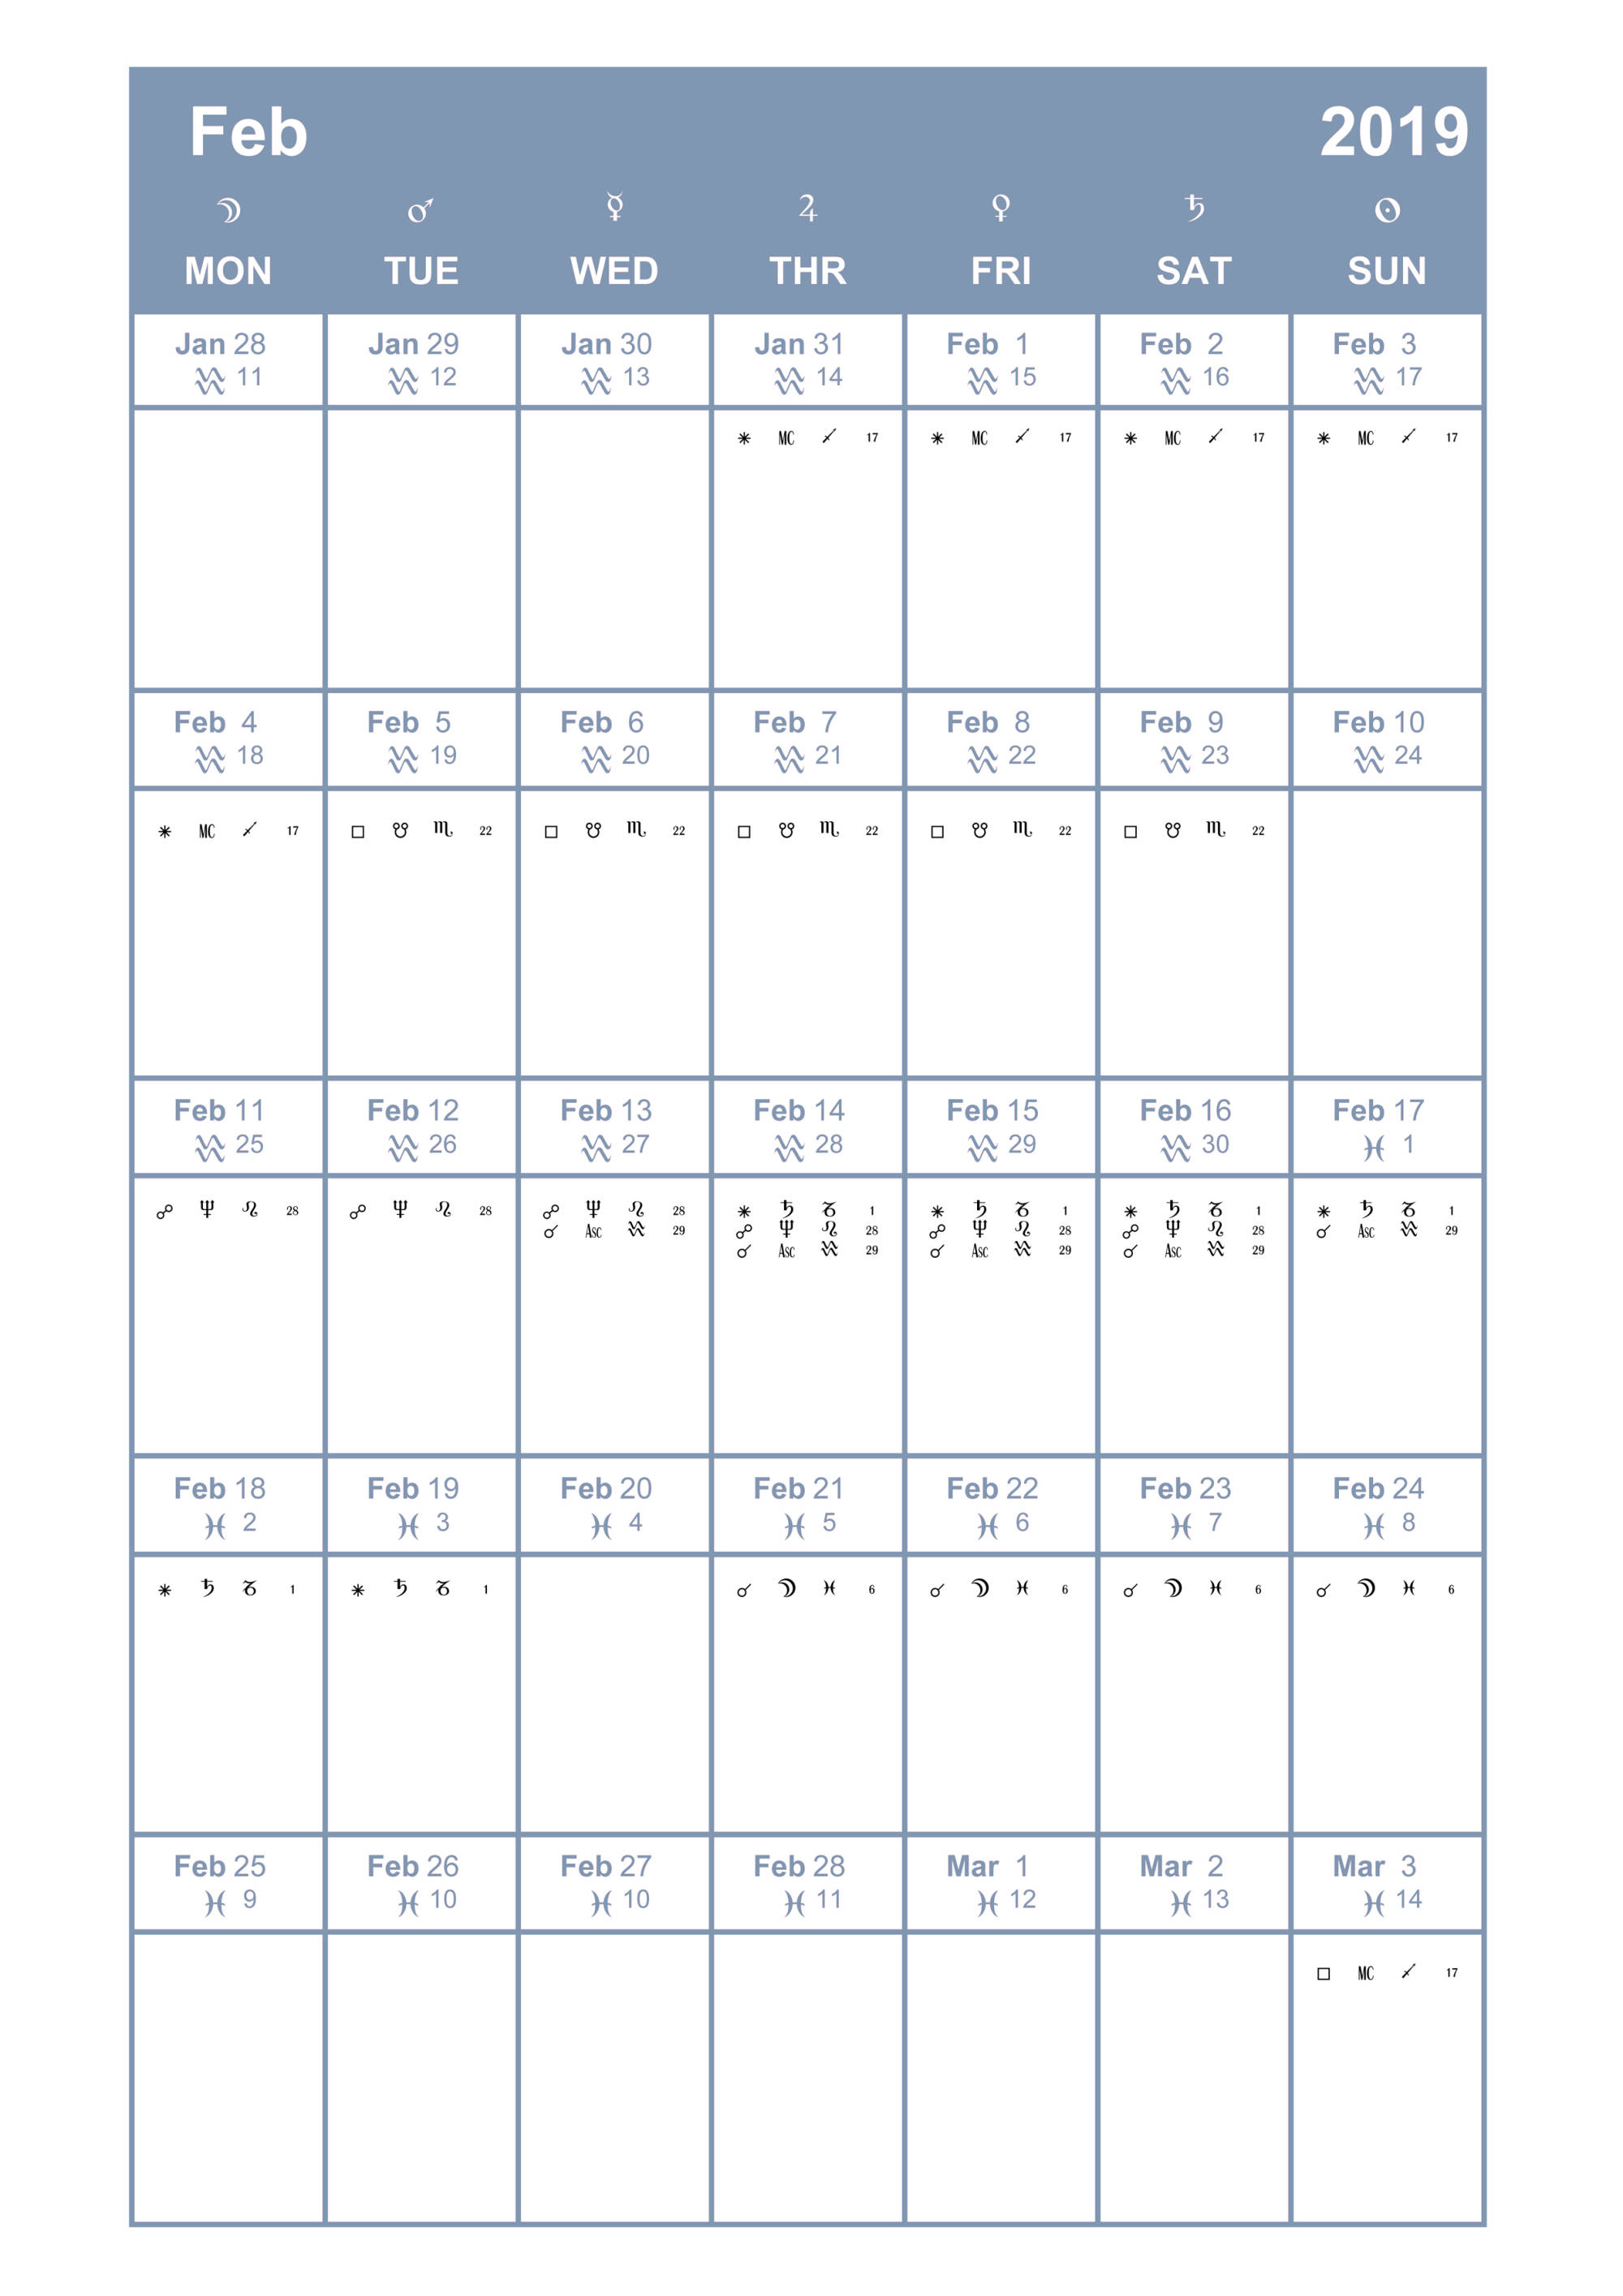 Feb 2019
☽ ♂ ☿ ♃ ♀ ♄ ☉
MON TUE WED THR FRI SAT SUN
Jan 28 Jan 29 Jan 30 Jan 31 Feb 1 Feb 2 Feb 3
♒ 11 ♒ 12 ♒ 13 ♒ 14 ♒ 15 ♒ 16 ♒ 17
⚹ MC ♐ 17 ⚹ MC ♐ 17 ⚹ MC ♐ 17 ⚹ MC ♐ 17
Feb 4 Feb 5 Feb 6 Feb 7 Feb 8 Feb 9 Feb 10
♒ 18 ♒ 19 ♒ 20 ♒ 21 ♒ 22 ♒ 23 ♒ 24
⚹ MC ♐ 17 □ ☋ ♏ 22 □ ☋ ♏ 22 □ ☋ ♏ 22 □ ☋ ♏ 22 □ ☋ ♏ 22
Feb 11 Feb 12 Feb 13 Feb 14 Feb 15 Feb 16 Feb 17
♒ 25 ♒ 26 ♒ 27 ♒ 28 ♒ 29 ♒ 30 ♓ 1
☍ ♆ ♌ 28 ☍ ♆ ♌ 28 ☍ ♆ ♌ 28 ⚹ ♄ ♑ 1 ⚹ ♄ ♑ 1 ⚹ ♄ ♑ 1 ⚹ ♄ ♑ 1
☌ Asc ♒ 29 ☍ ♆ ♌ 28 ☍ ♆ ♌ 28 ☍ ♆ ♌ 28 ☌ Asc ♒ 29
☌ Asc ♒ 29 ☌ Asc ♒ 29 ☌ Asc ♒ 29
Feb 18 Feb 19 Feb 20 Feb 21 Feb 22 Feb 23 Feb 24
♓ 2 ♓ 3 ♓ 4 ♓ 5 ♓ 6 ♓ 7 ♓ 8
⚹ ♄ ♑ 1 ⚹ ♄ ♑ 1 ☌ ☽ ♓ 6 ☌ ☽ ♓ 6 ☌ ☽ ♓ 6 ☌ ☽ ♓ 6
Feb 25 Feb 26 Feb 27 Feb 28 Mar 1 Mar 2 Mar 3
♓ 9 ♓ 10 ♓ 10 ♓ 11 ♓ 12 ♓ 13 ♓ 14
□ MC ♐ 17